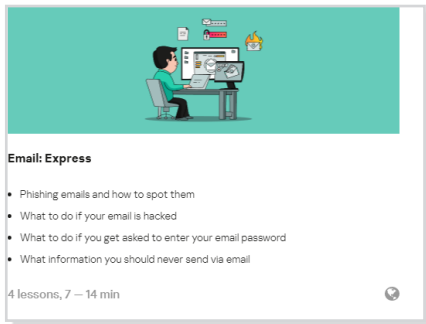 Email: Express
Phishing emails and how to spot them
What to do if your email is hacked
What to do if you get asked to enter your email password
What information you should never send via email
4 lessons, 7 — 14 min